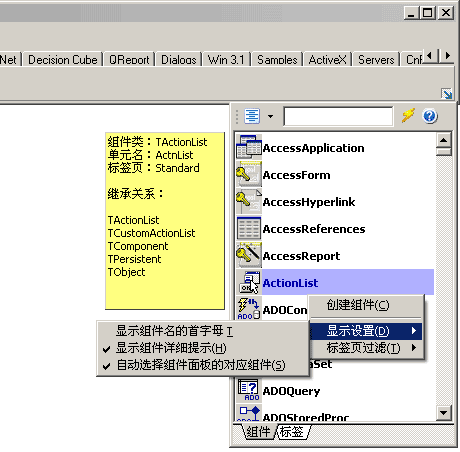 Net Decision Cube QReport Dialogs Win 3.1 Samples ActiveX Servers
组件类：TActionList
单元名：ActnList
标签页：Standard
继承关系：
TActionList
TCustomActionList
TComponent
TPersistent
TObject
AccessApplication
AccessForm
AccessHyperlink
AccessReferences
AccessReport
ActionList
创建组件(C)
显示设置(D)
标签页过滤(T)
显示组件名的首字母 T
显示组件详细提示(H)
自动选择组件面板的对应组件(S)
ADOQuery
ADOStoredProc
组件 标签